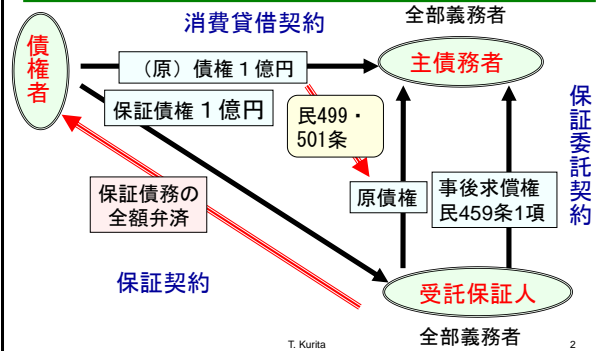 消費貸借契約
全部義務者
債権者
（原）債権１億円
主債務者
保証債権１億円
民499・
501条
保証委託契約
保証債務の
全額弁済
原債権
事後求償権
民459条1項
保証契約
受託保証人
T. Kurita
全部義務者
2